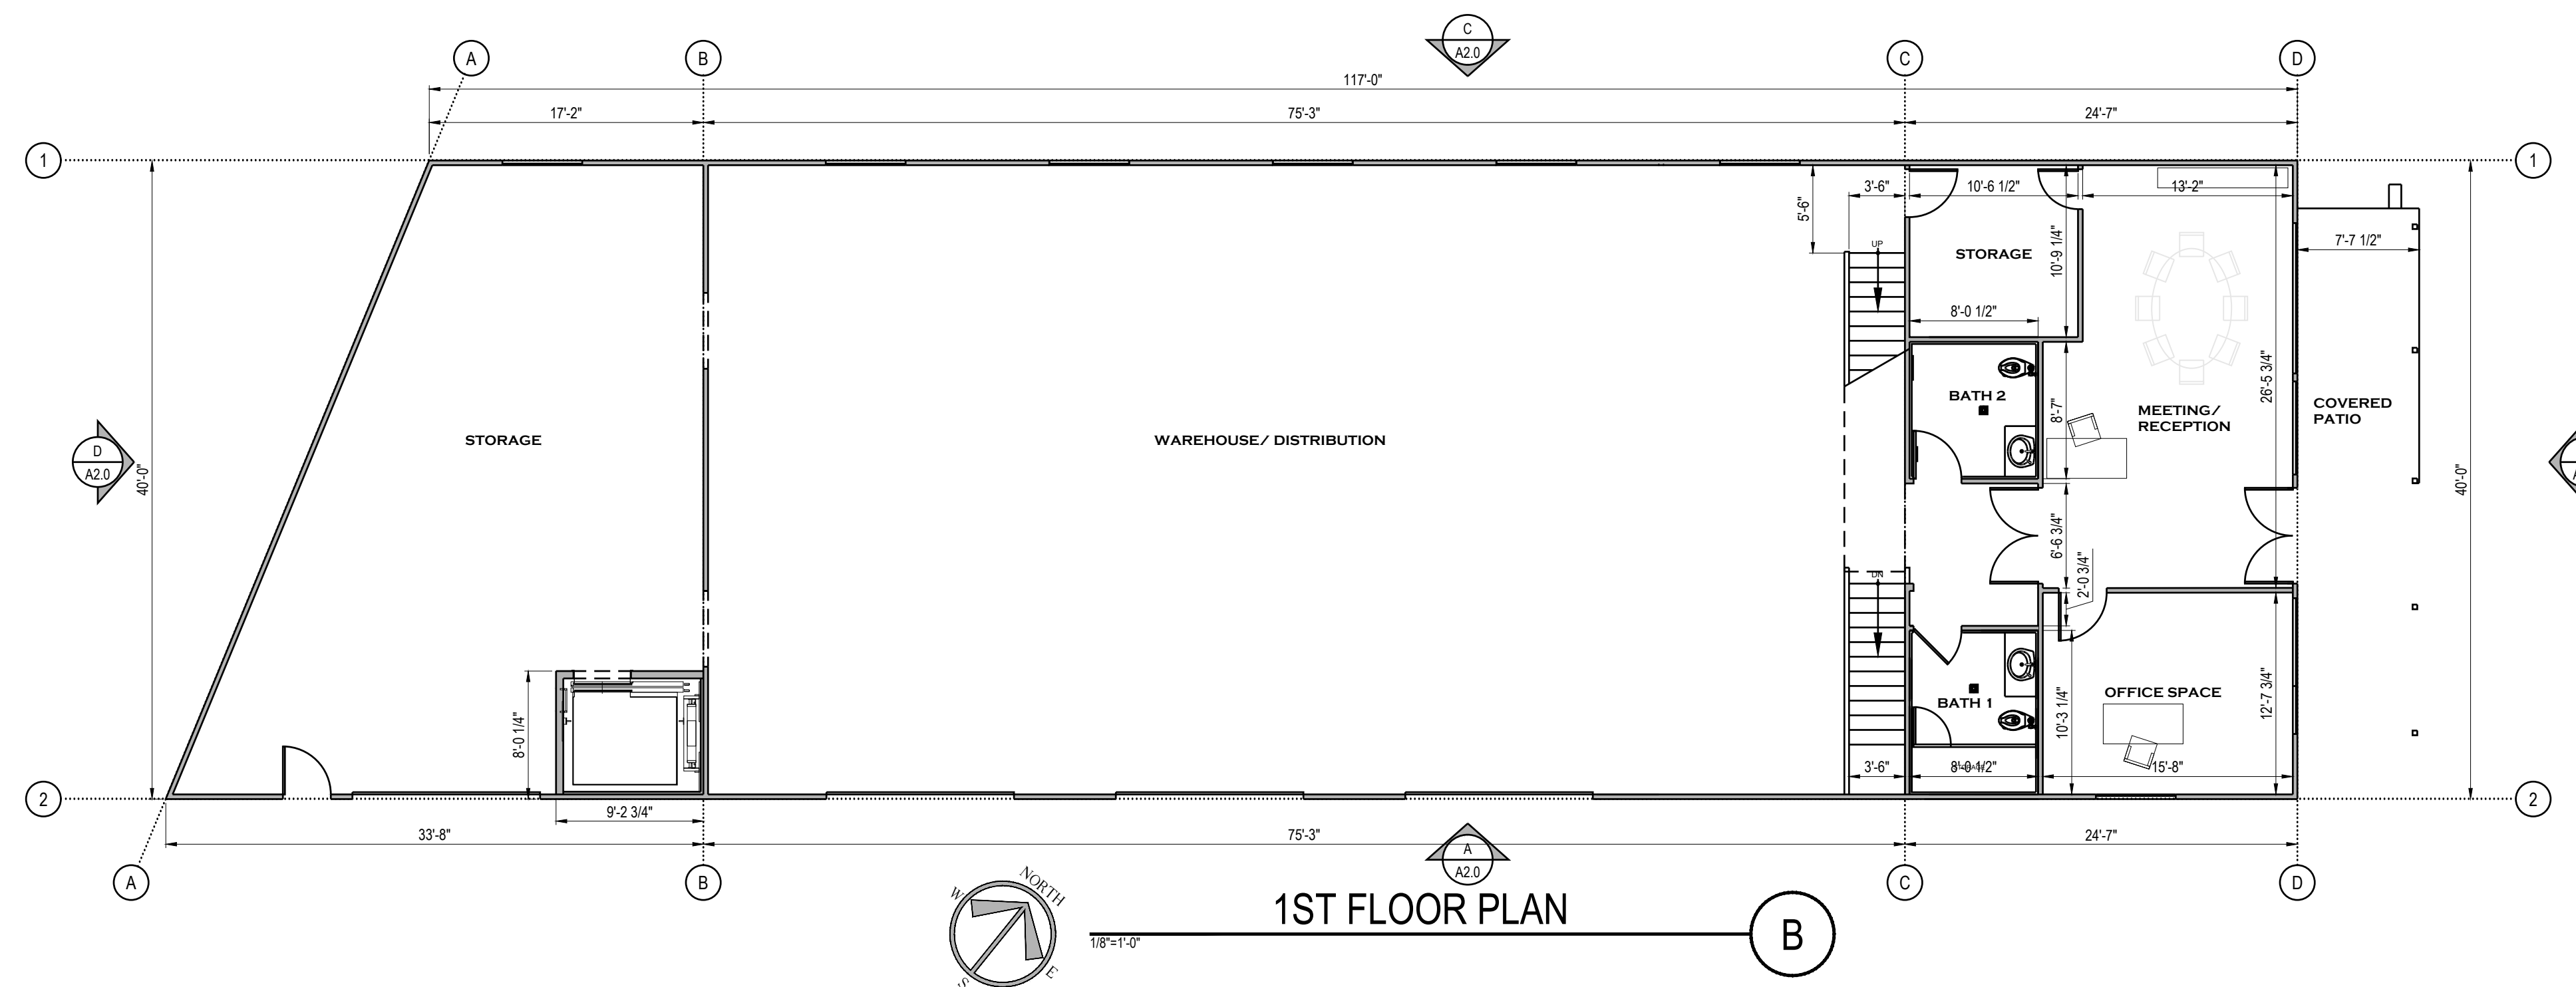 C
A2.0
A
B
C
D
117'-0"
17'-2"
75'-3"
24'-7"
1
1
3'-6"
10'-6 1/2"
13'-2"
5'-6"
UP
STORAGE
10'-9 1/4"
7'-7 1/2"
8'-0 1/2"
26'-5 3/4"
BATH 2
8'-7"
MEETING/
RECEPTION
COVERED
PATIO
STORAGE
WAREHOUSE/ DISTRIBUTION
D
A2.0
40'-0"
40'-0"
6'-6 3/4"
2'-0 3/4"
DN
8'-0 1/4"
BATH 1
10'-3 1/4"
OFFICE SPACE
12'-7 3/4"
3'-6"
8'-0 1/2"
15'-8"
2
2
9'-2 3/4"
33'-8"
75'-3"
24'-7"
A
A2.0
A
B
C
D
NORTH
W
E
S
1ST FLOOR PLAN
1/8"=1'-0"
B